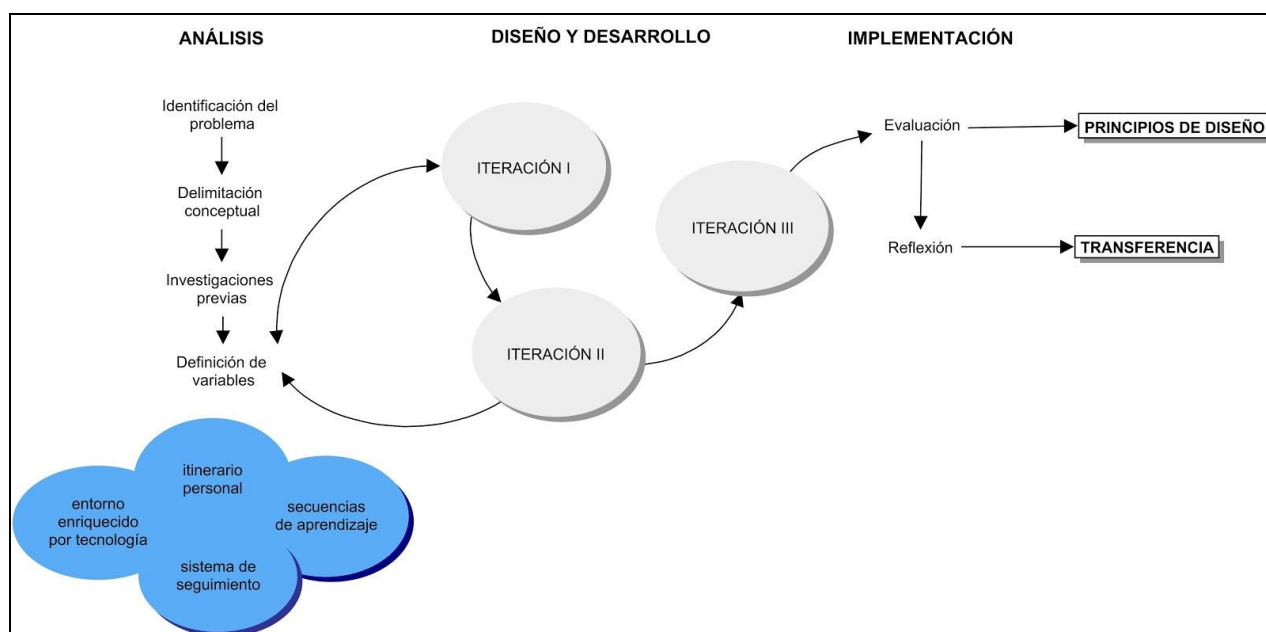 ANÁLISIS
DISEÑO Y DESARROLLO
IMPLEMENTACIÓN
Identificación del
problema
Delimitación
conceptual
Investigaciones
previas
Definición de
variables
itinerario
personal
entorno
enriquecido
por tecnología
secuencias
de aprendizaje
sistema de
seguimiento
ITERACIÓN I
ITERACIÓN II
ITERACIÓN III
Evaluación
PRINCIPIOS DE DISEÑO
Reflexión
TRANSFERENCIA